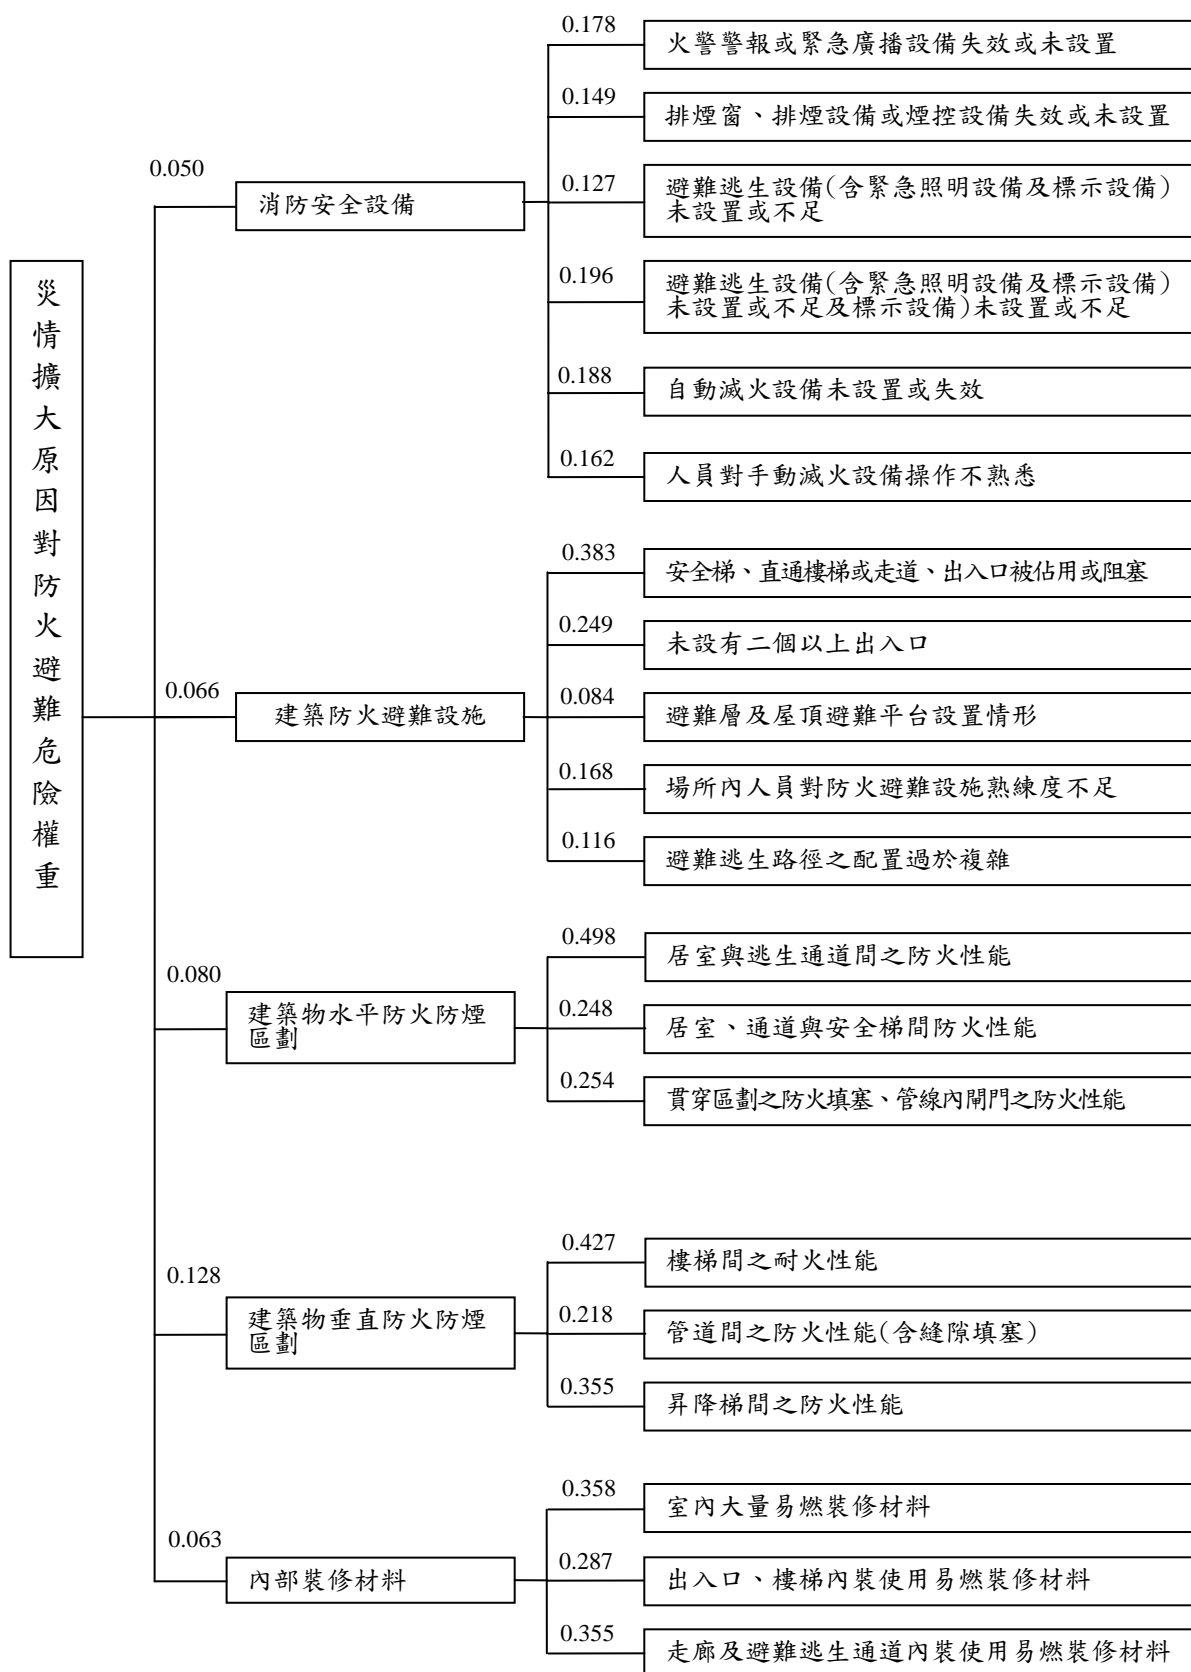 災情擴大原因對防火避難危險權重
0.050
消防安全設備
0.178
火警警報或緊急廣播設備失效或未設置
0.149
排煙窗、排煙設備或煙控設備失效或未設置
0.127
避難逃生設備(含緊急照明設備及標示設備)
未設置或不足
0.196
避難逃生設備(含緊急照明設備及標示設備)
未設置或不足及標示設備)未設置或不足
0.188
自動滅火設備未設置或失效
0.162
人員對手動滅火設備操作不熟悉
0.066
建築防火避難設施
0.383
安全梯、直通樓梯或走道、出入口被佔用或阻塞
0.249
未設有二個以上出入口
0.084
避難層及屋頂避難平台設置情形
0.168
場所內人員對防火避難設施熟練度不足
0.116
避難逃生路徑之配置過於複雜
0.080
建築物水平防火防煙
區劃
0.498
居室與逃生通道間之防火性能
0.248
居室、通道與安全梯間防火性能
0.254
貫穿區劃之防火填塞、管線內閘門之防火性能
0.128
建築物垂直防火防煙
區劃
0.427
樓梯間之耐火性能
0.218
管道間之防火性能(含縫隙填塞)
0.355
昇降梯間之防火性能
0.063
內部裝修材料
0.358
室內大量易燃裝修材料
0.287
出入口、樓梯內裝使用易燃裝修材料
0.355
走廊及避難逃生通道內裝使用易燃裝修材料